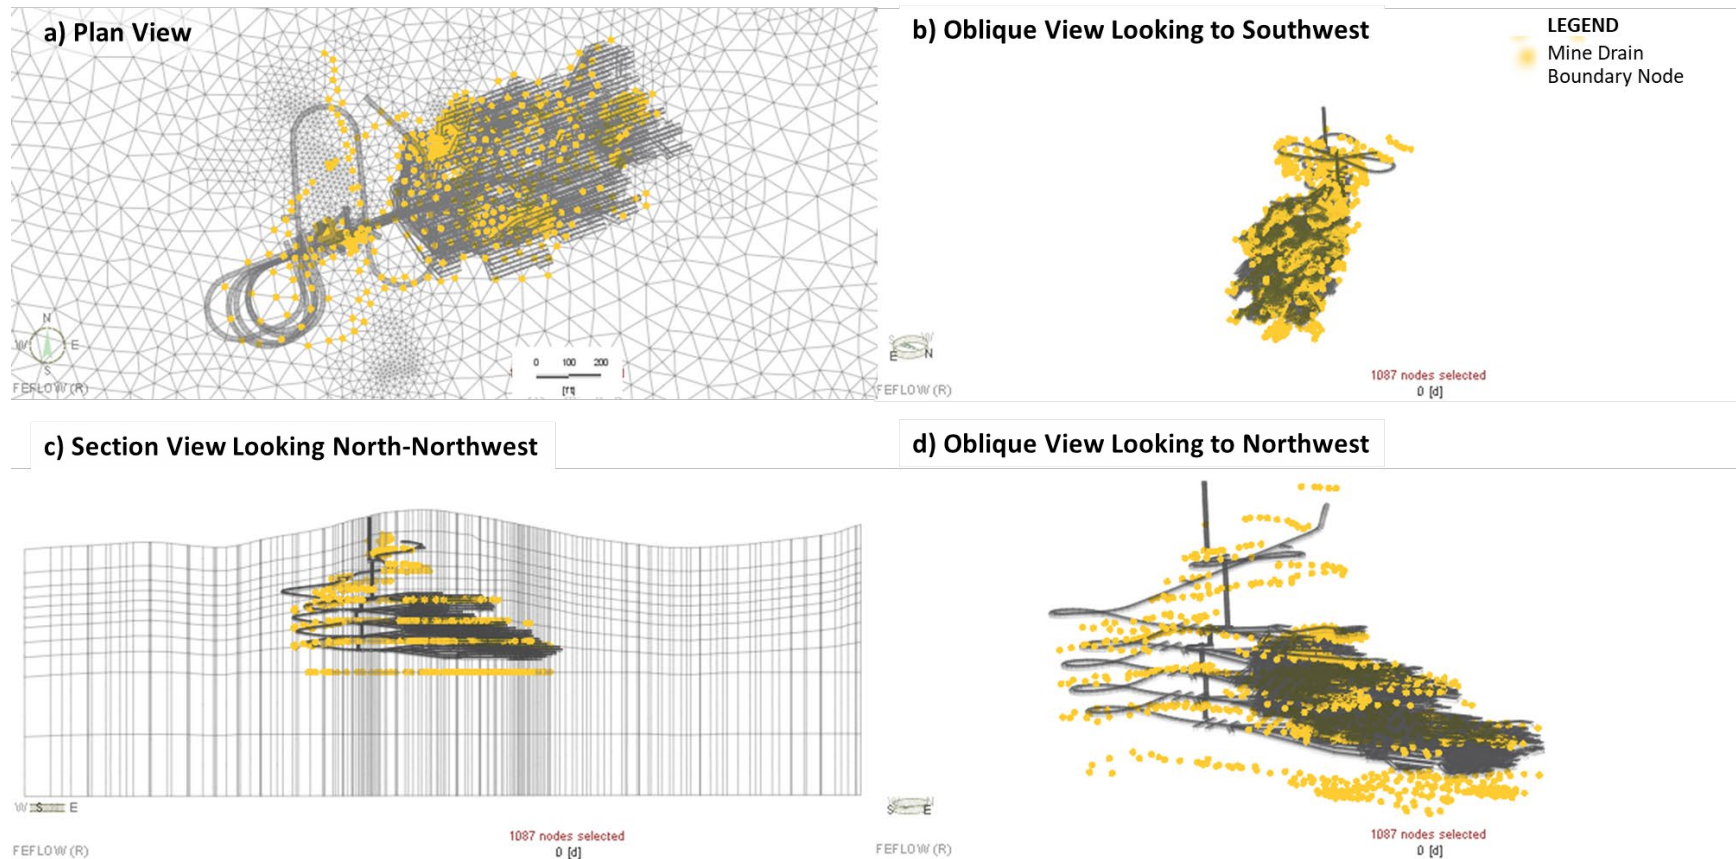 a) Plan View
N
W
E
S
FEFLOW (R)
0 100 200
b) Oblique View Looking to Southwest
LEGEND
Mine Drain
Boundary Node
E
N
W
1087 nodes selected
FEFLOW (R)
0 [d]
c) Section View Looking North-Northwest
W S E
1087 nodes selected
FEFLOW (R)
0 [d]
d) Oblique View Looking to Northwest
S E
1087 nodes selected
FEFLOW (R)
0 [d]